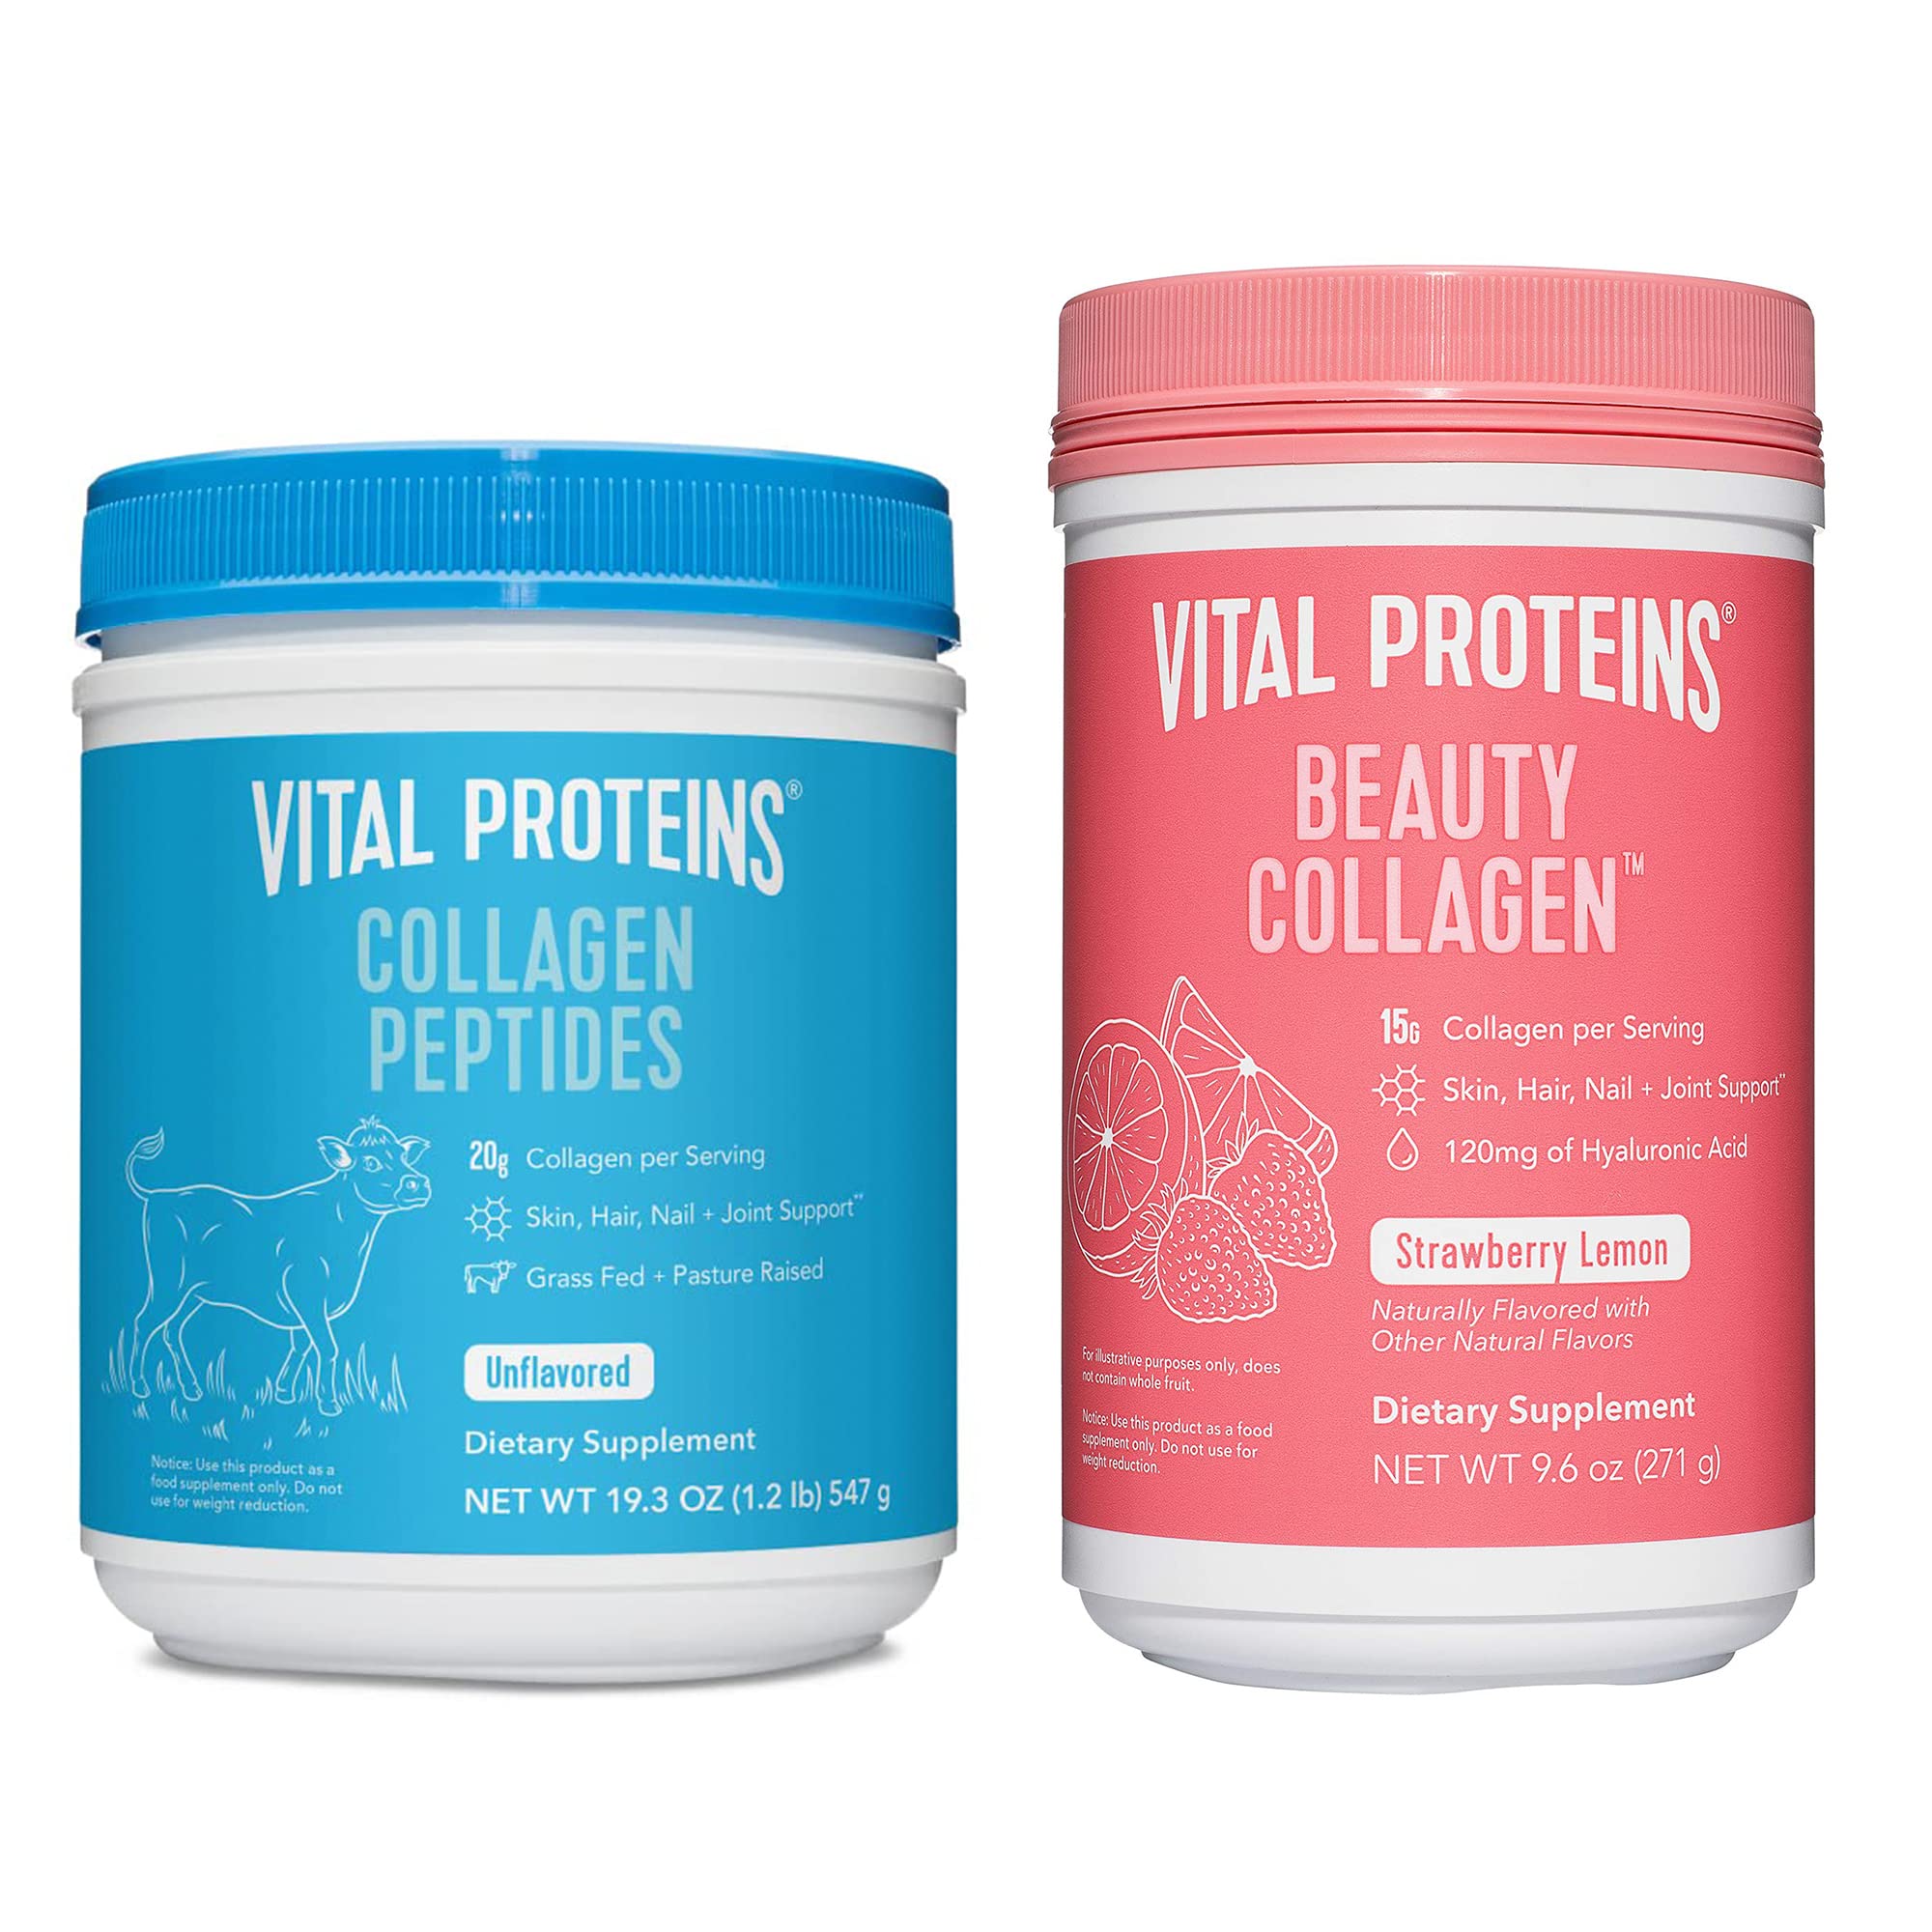 VITAL PROTEINS®
COLLAGEN
PEPTIDES
20g Collagen per Serving
Skin, Hair, Nail + Joint Support**
Grass Fed + Pasture Raised
Unflavored
Dietary Supplement
NET WT 19.3 OZ (1.2 lb) 547 g
Notice: Use this product as a
food supplement only. Do not
use for weight reduction.
VITAL PROTEINS®
BEAUTY
COLLAGEN™
15G Collagen per Serving
Skin, Hair, Nail + Joint Support**
120mg of Hyaluronic Acid
Strawberry Lemon
Naturally Flavored with
Other Natural Flavors
For illustrative purposes only, does
not contain whole fruit.
Notice: Use this product as a food
supplement only. Do not use for
weight reduction.
Dietary Supplement
NET WT 9.6 oz (271 g)